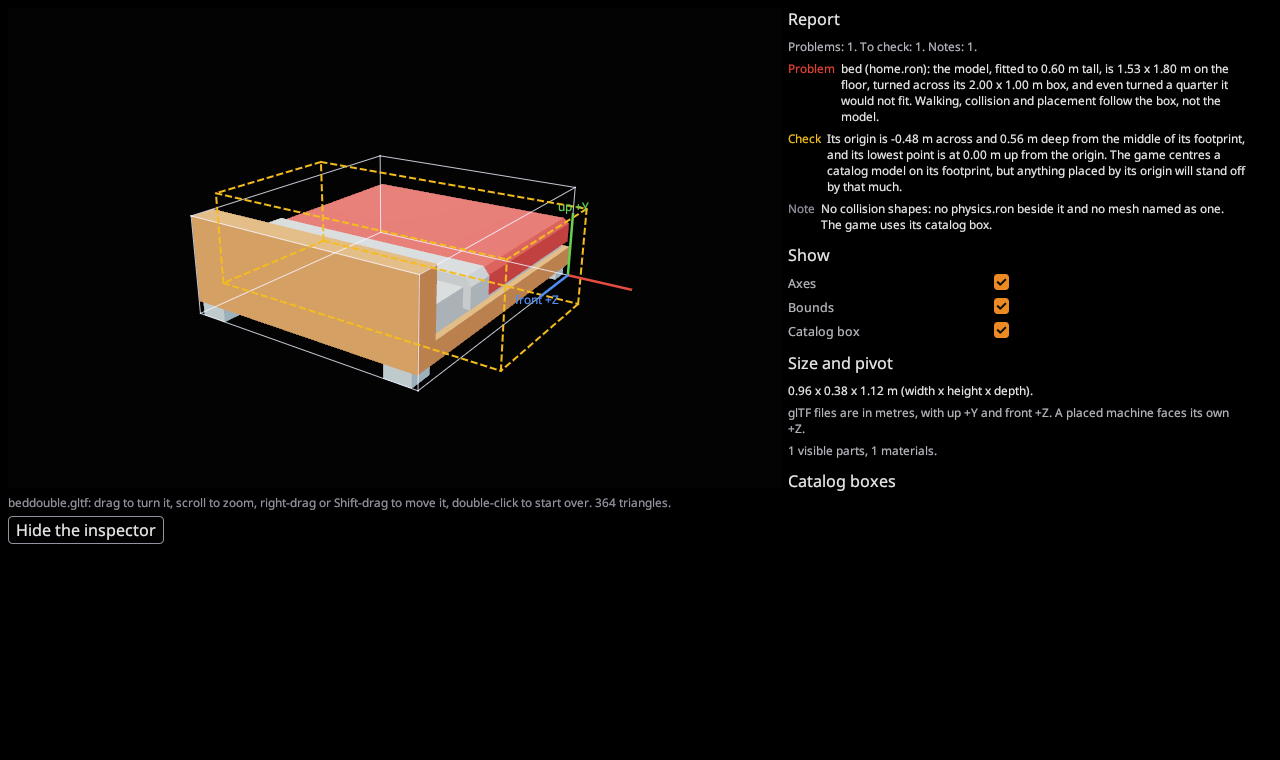 Report
Problems: 1. To check: 1. Notes: 1.
Problem bed (home.ron): the model, fitted to 0.60 m tall, is 1.53 x 1.80 m on the
floor, turned across its 2.00 x 1.00 m box, and even turned a quarter it
would not fit. Walking, collision and placement follow the box, not the
model.
Check Its origin is -0.48 m across and 0.56 m deep from the middle of its footprint,
and its lowest point is at 0.00 m up from the origin. The game centres a
catalog model on its footprint, but anything placed by its origin will stand off
by that much.
up +Y
Note No collision shapes: no physics.ron beside it and no mesh named as one.
The game uses its catalog box.
Show
Axes
front +Z
Bounds
Catalog box
Size and pivot
0.96 x 0.38 x 1.12 m (width x height x depth).
glTF files are in metres, with up +Y and front +Z. A placed machine faces its own
+Z.
1 visible parts, 1 materials.
Catalog boxes
beddouble.gltf: drag to turn it, scroll to zoom, right-drag or Shift-drag to move it, double-click to start over. 364 triangles.
Hide the inspector